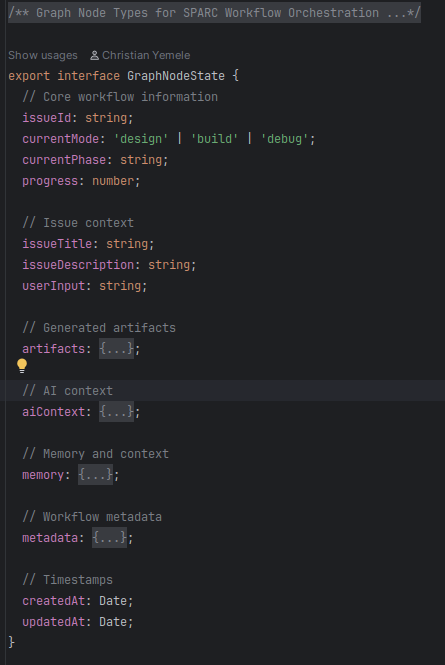 /** Graph Node Types for SPARC Workflow Orchestration ...*/
Show usages Christian Yemele
export interface GraphNodeState {
// Core workflow information
issueId: string;
currentMode: 'design' | 'build' | 'debug';
currentPhase: string;
progress: number;
// Issue context
issueTitle: string;
issueDescription: string;
userInput: string;
// Generated artifacts
artifacts: {...};
// AI context
aiContext: {...};
// Memory and context
memory: {...};
// Workflow metadata
metadata: {...};
// Timestamps
createdAt: Date;
updatedAt: Date;
}